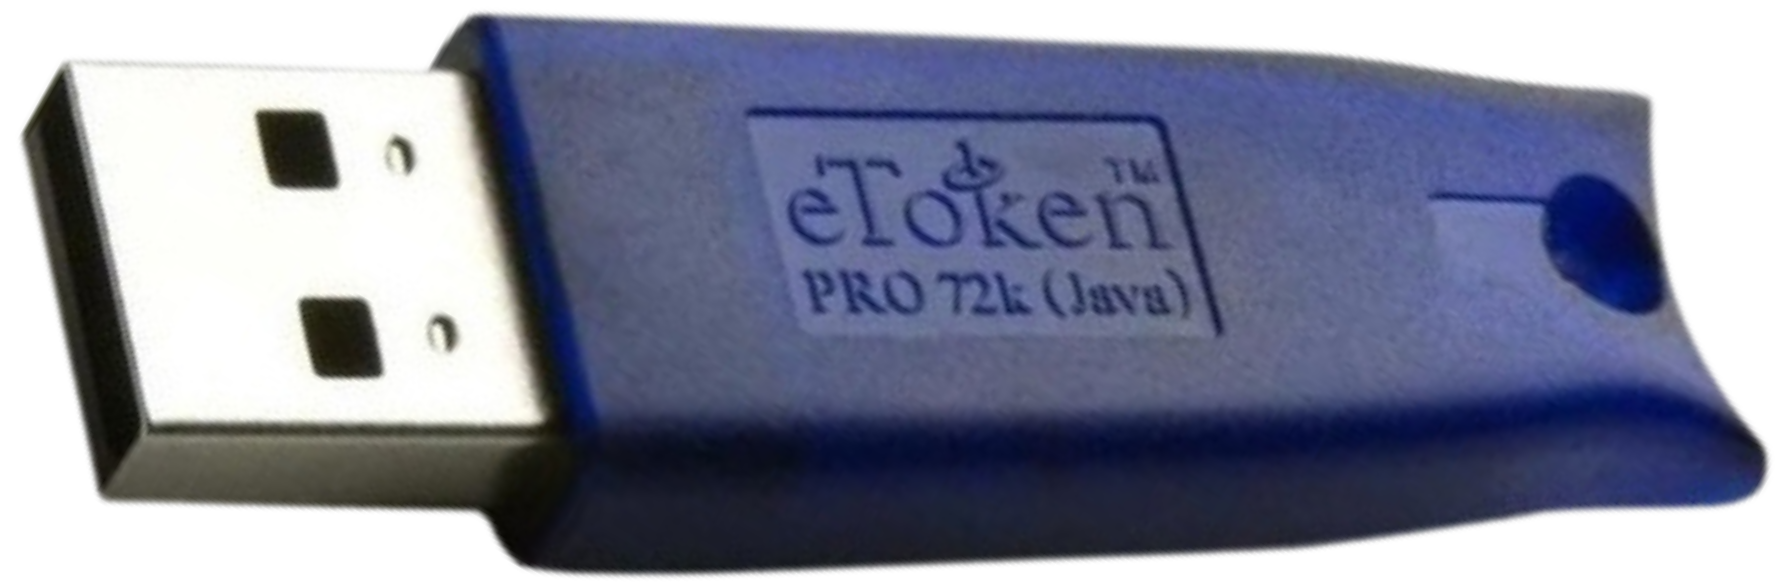 eToken™
PRO 72k (Java)